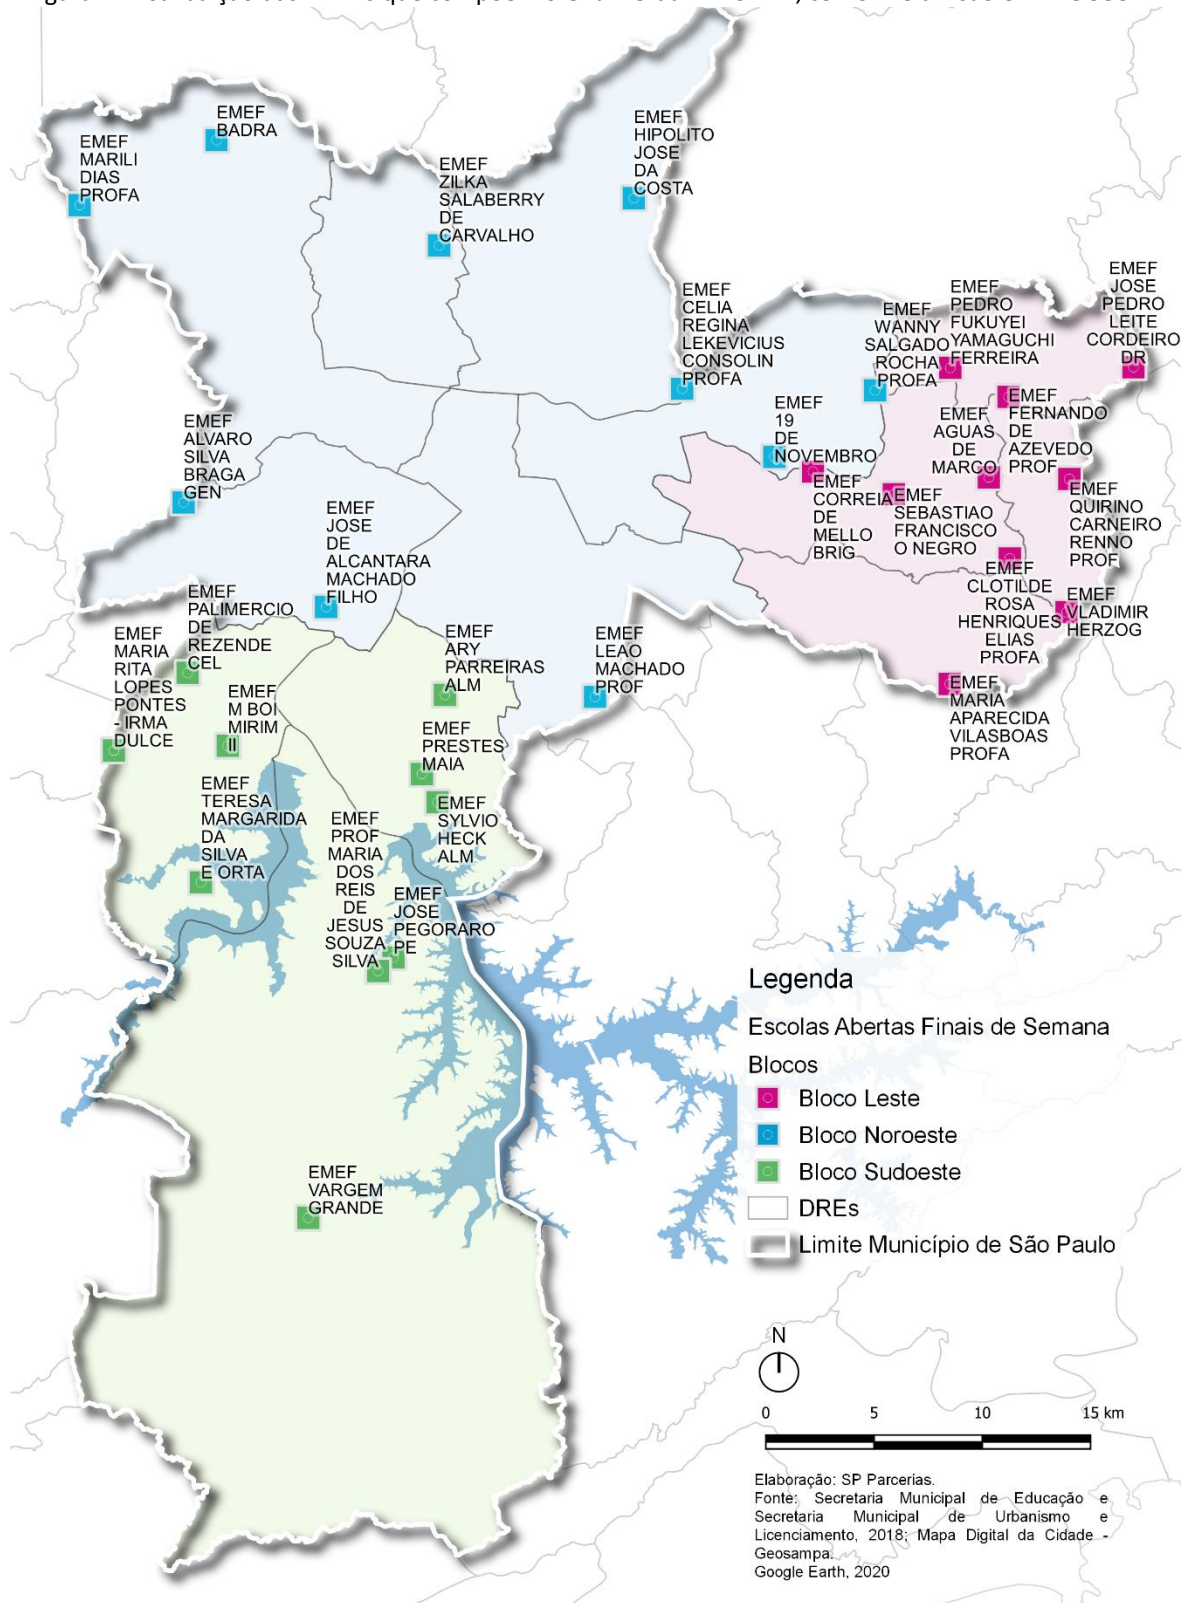 EMEF
BADRA
EMEF
MARILI
DIAS
PROFA
EMEF
ZILKA
SALABERRY
DE
CARVALHO
EMEF
HIPOLITO
JOSE
DA
COSTA
EMEF
CELIA
REGINA
LEKEVICIUS
CONSOLIN
PROFA
EMEF
WANNY
SALGADO
ROCHA
PROFA
EMEF
PEDRO
FUKUYEI
YAMAGUCHI
FERREIRA
EMEF
JOSE
PEDRO
LEITE
CORDEIRO
DR
EMEF
19
DE
NOVEMBRO
EMEF
AGUAS
DE
MARCO
EMEF
FERNANDO
DE
AZEVEDO
PROF
EMEF
ALVARO
SILVA
BRAGA
GEN
EMEF
CORREIA
DE
MELLO
BRIG
EMEF
SEBASTIAO
FRANCISCO
O NEGRO
EMEF
QUIRINO
CARNEIRO
RENNO
PROF
EMEF
JOSE
DE
ALCANTARA
MACHADO
FILHO
EMEF
CLOTILDE
ROSA
HENRIQUES
ELIAS
PROFA
EMEF
VLADIMIR
HERZOG
EMEF
PALIMERCIO
DE
REZENDE
CEL
EMEF
MARIA
RITA
LOPES
PONTES
- IRMA
DULCE
EMEF
M BOI
MIRIM
II
EMEF
ARY
PARREIRAS
ALM
EMEF
LEAO
MACHADO
PROF
EMEF
MARIA
APARECIDA
VILASBOAS
PROFA
EMEF
PRESTES
MAIA
EMEF
TERESA
MARGARIDA
DA
SILVA
E ORTA
EMEF
SYLVIO
HECK
ALM
EMEF
PROF
MARIA
DOS
REIS
DE
JESUS
SOUZA
SILVA
EMEF
JOSE
PEGORARO
PE
EMEF
VARGEM
GRANDE
Legenda
Escolas Abertas Finais de Semana
Blocos
Bloco Leste
Bloco Noroeste
Bloco Sudoeste
DREs
Limite Município de São Paulo
N
0 5 10 15 km
Elaboração: SP Parcerias.
Fonte: Secretaria Municipal de Educação e
Secretaria Municipal de Urbanismo e
Licenciamento, 2018; Mapa Digital da Cidade -
Geosampa.
Google Earth, 2020